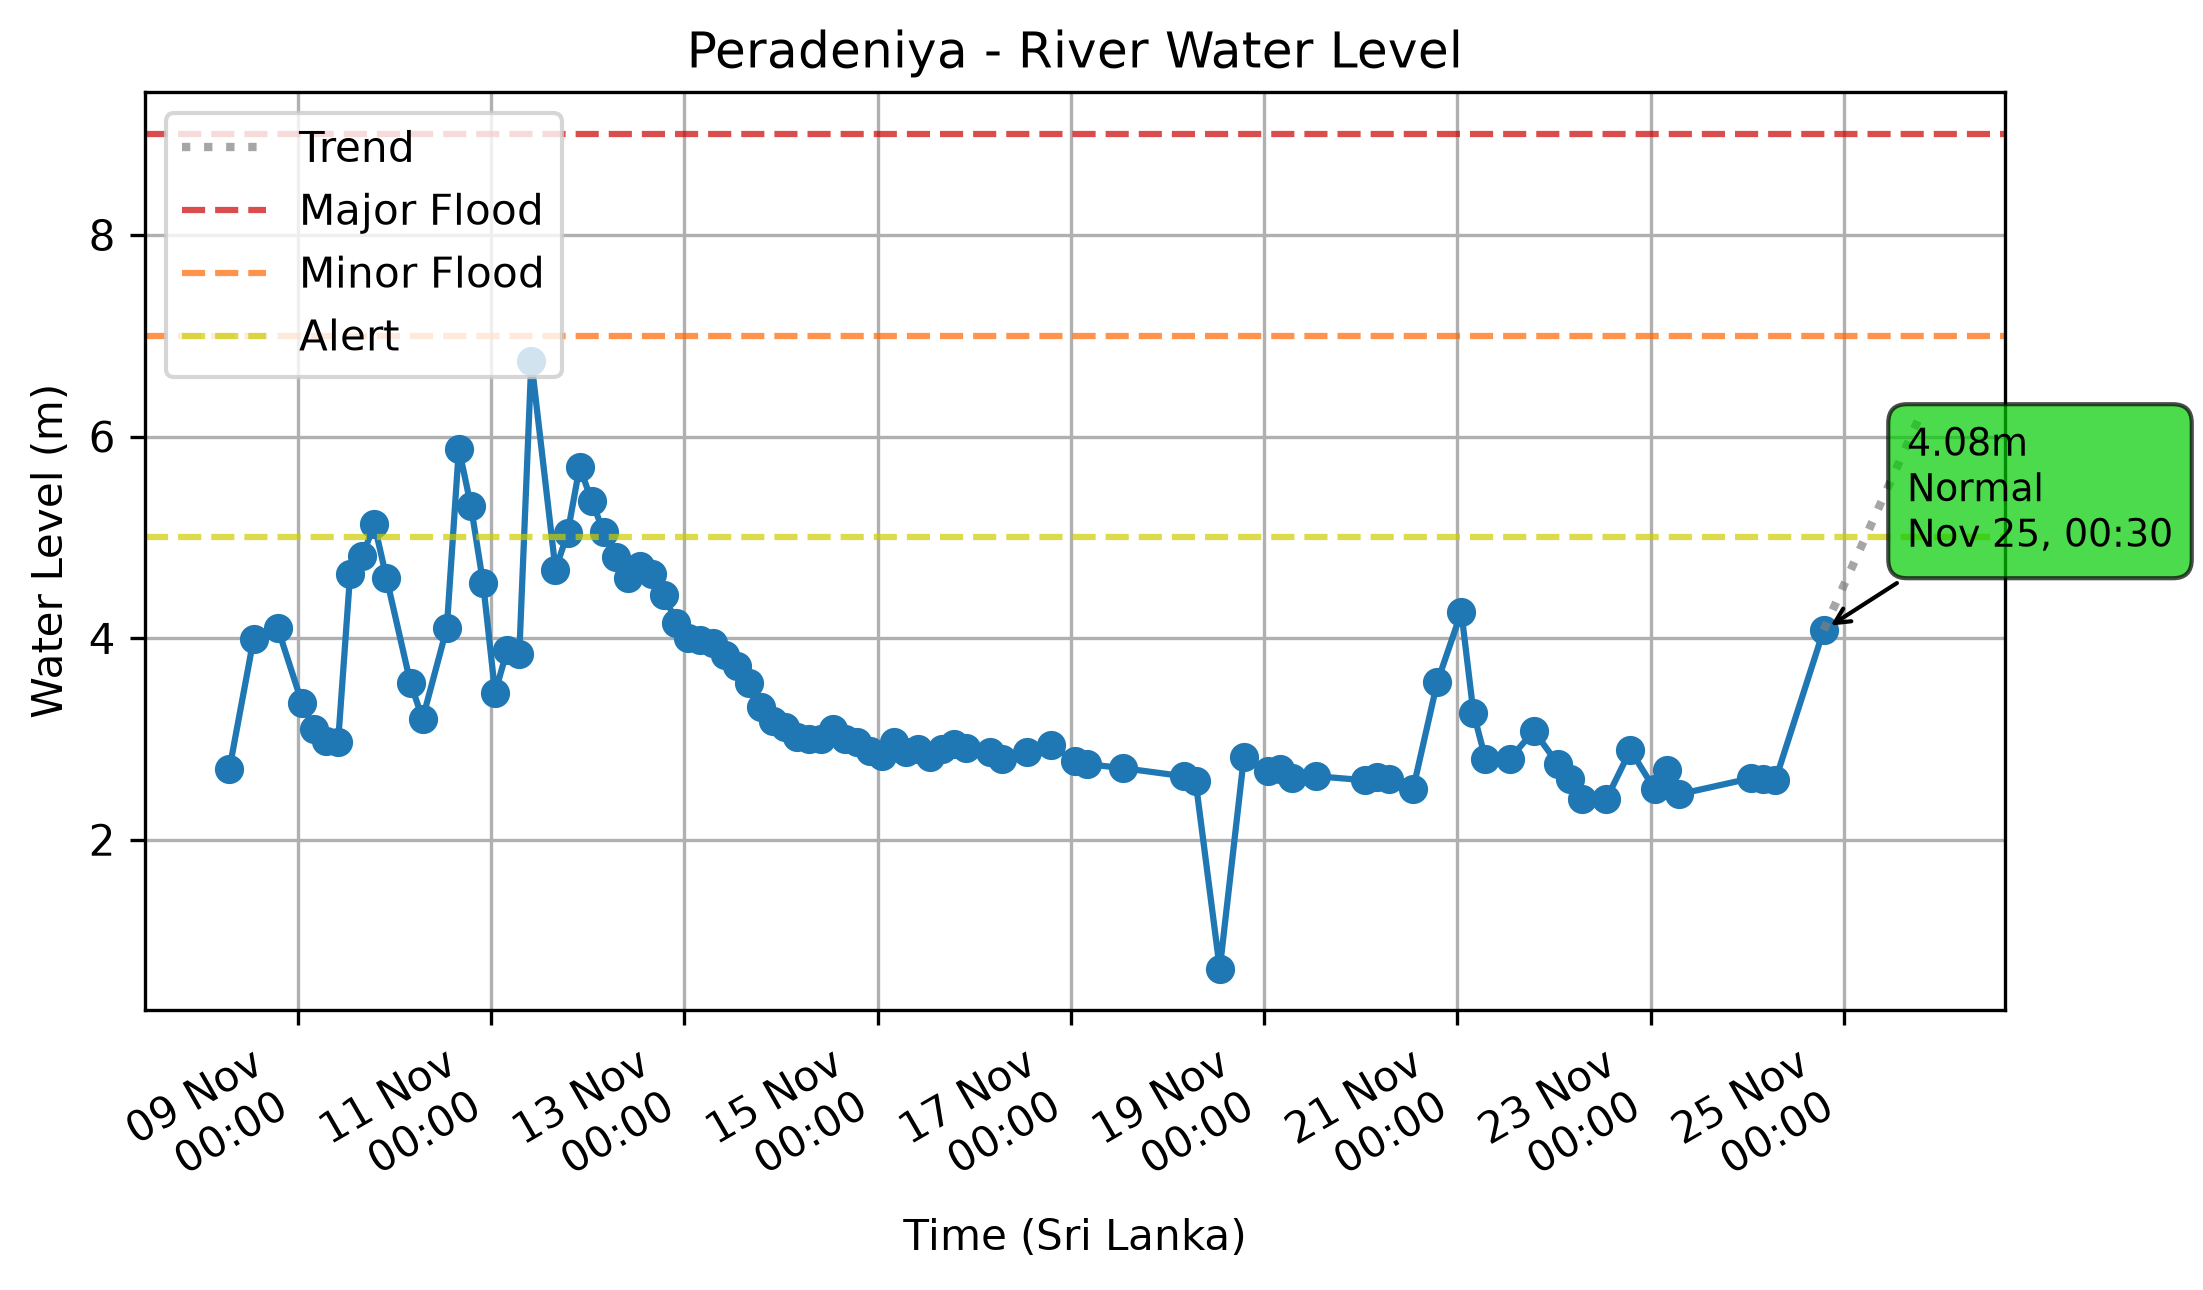 Peradeniya - River Water Level
Trend
Major Flood
Minor Flood
Alert
Water Level (m)
8
6
4
2
4.08m
Normal
Nov 25, 00:30
09 Nov
00:00
11 Nov
00:00
13 Nov
00:00
15 Nov
00:00
17 Nov
00:00
19 Nov
00:00
21 Nov
00:00
23 Nov
00:00
25 Nov
00:00
Time (Sri Lanka)